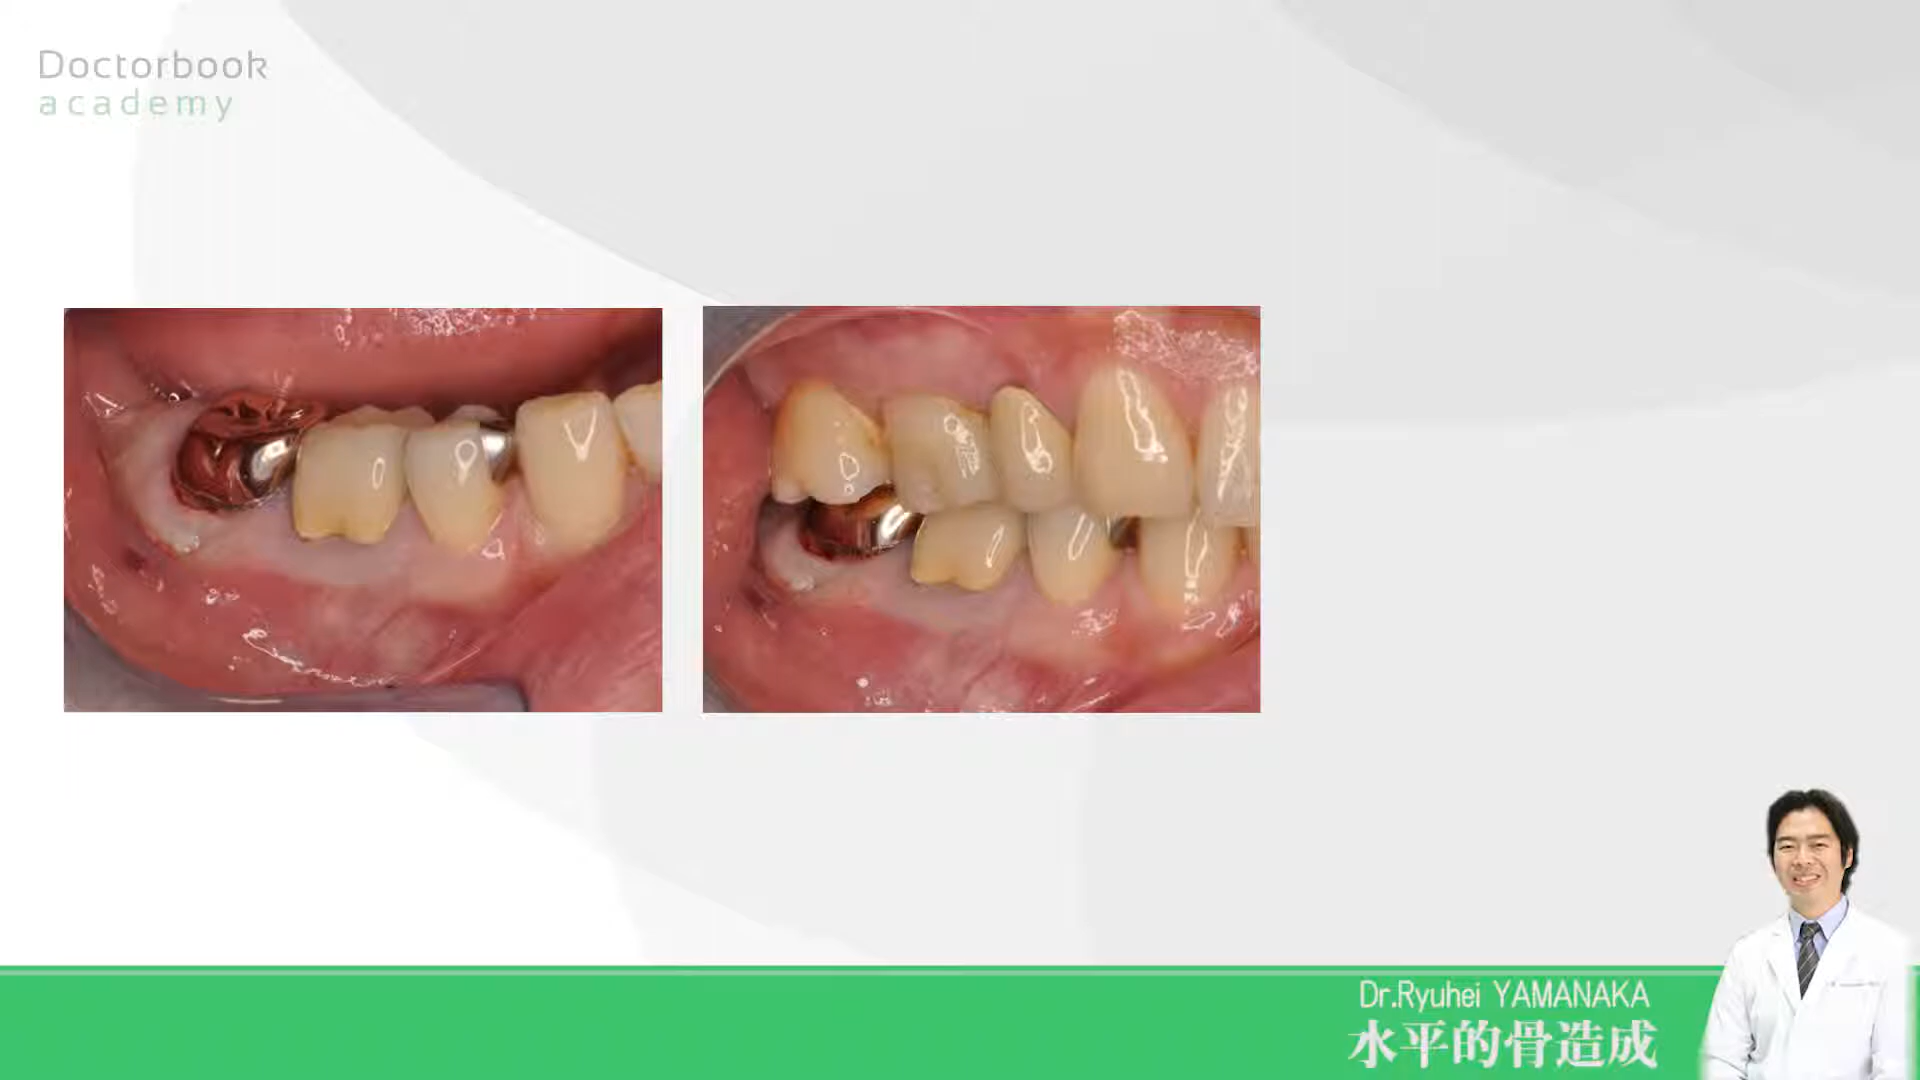 Doctorbook
academy
Dr.Ryuhei YAMANAKA
水平的骨造成